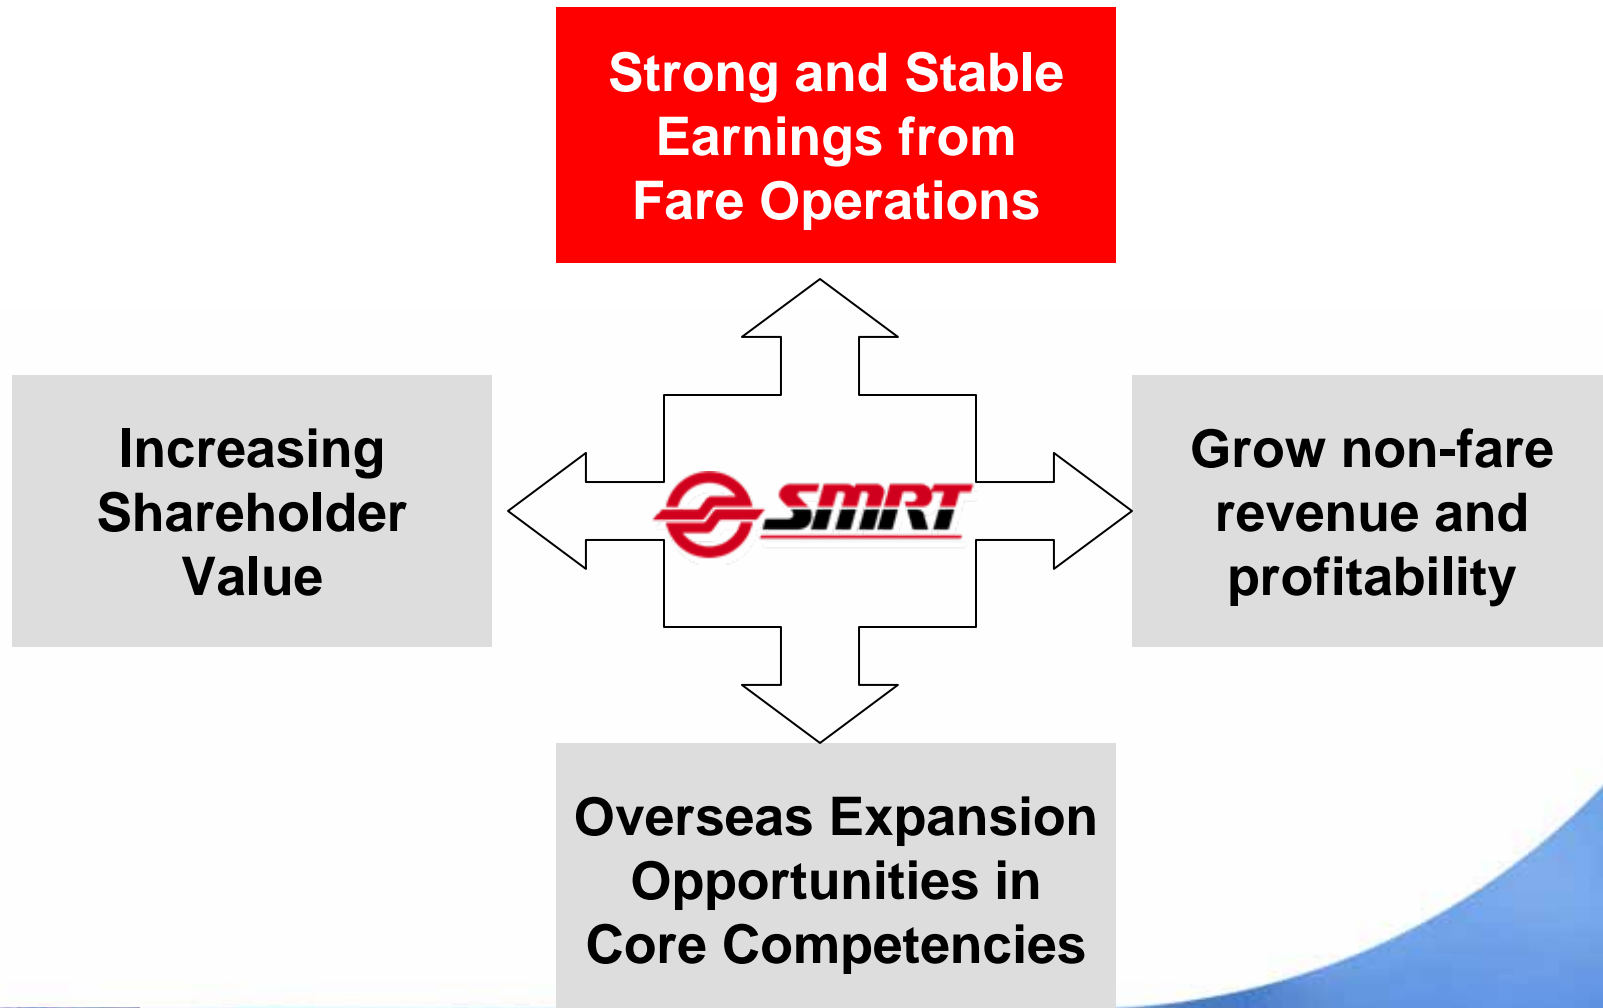 Strong and Stable
Earnings from
Fare Operations
Increasing
Shareholder
Value
SMRT
Grow non-fare
revenue and
profitability
Overseas Expansion
Opportunities in
Core Competencies